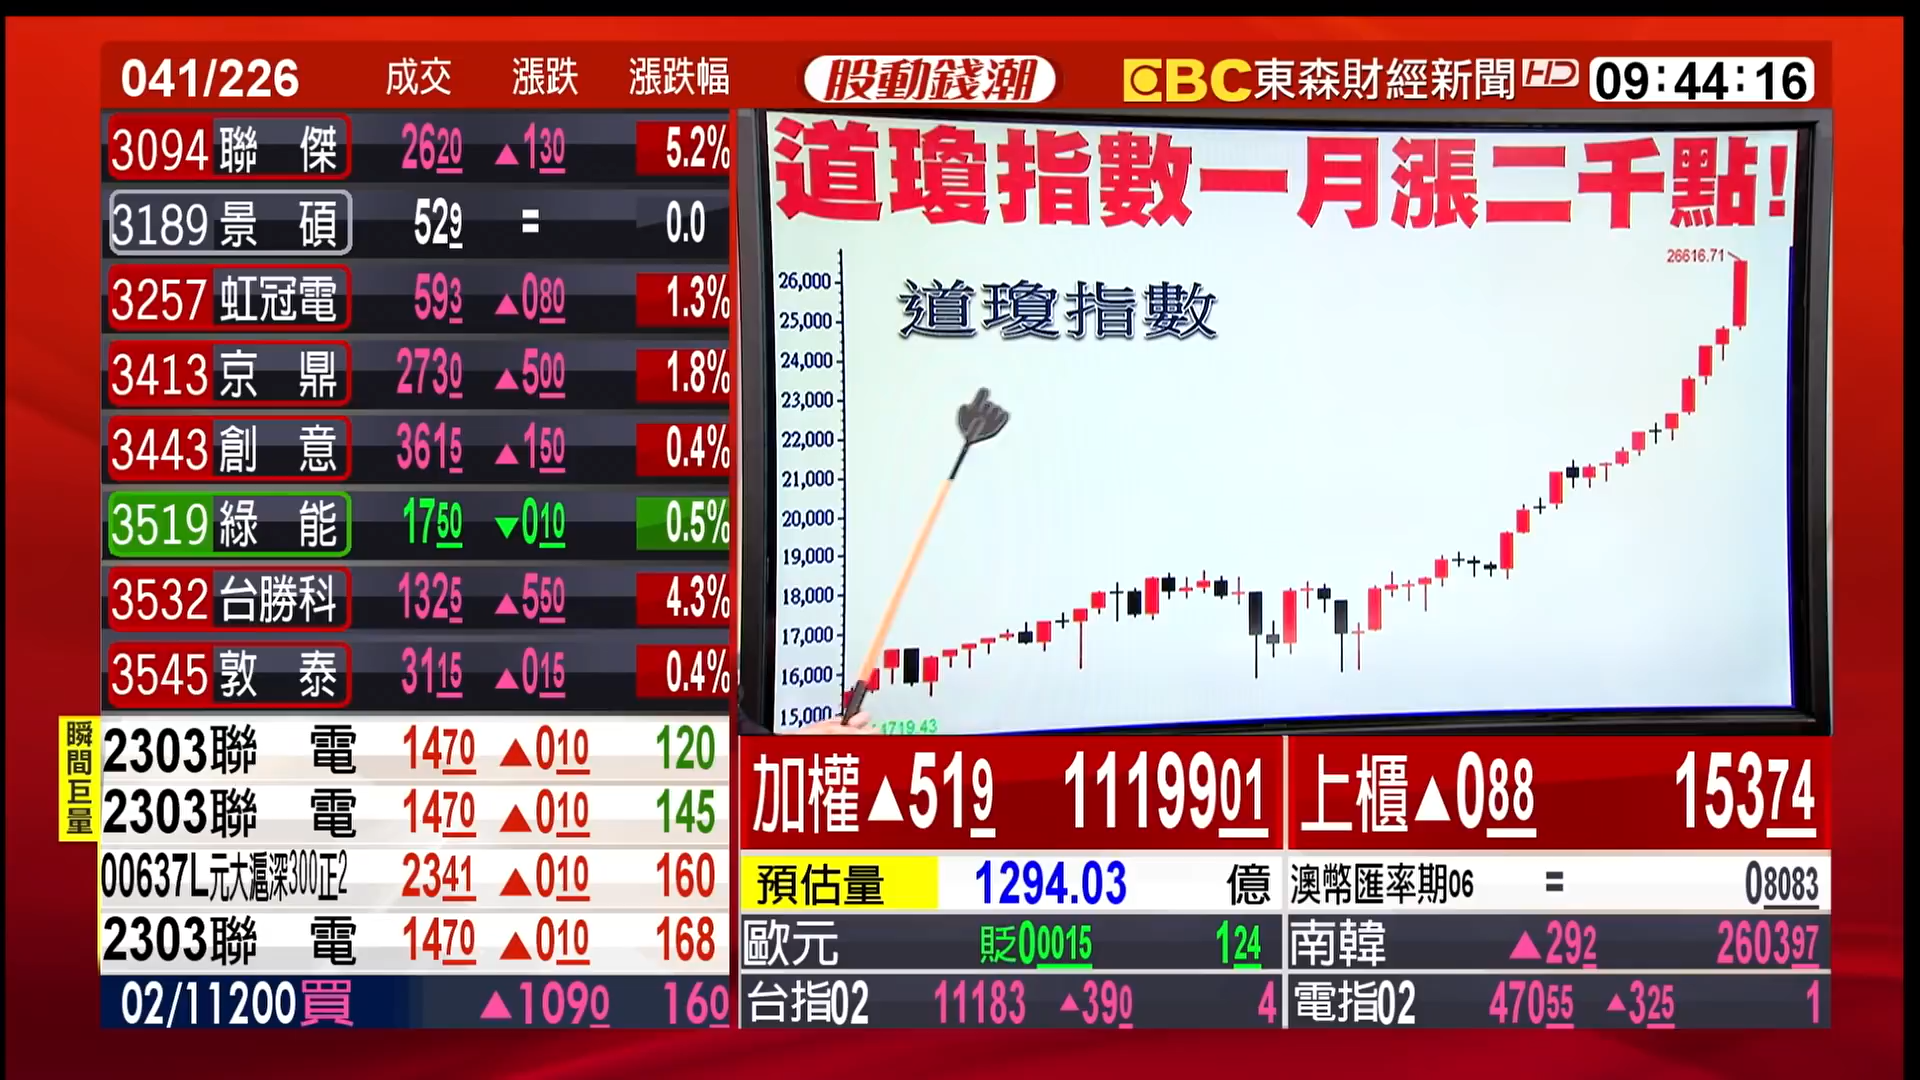 041/226 成交 漲跌 漲跌幅
3094 聯傑 2620 ▲130 5.2%
3189 景碩 529 = 0.0
3257 虹冠電 593 ▲080 1.3%
3413 京鼎 2730 ▲500 1.8%
3443 創意 3615 ▲150 0.4%
3519 綠能 1750 ▼010 0.5%
3532 台勝科 1325 ▲550 4.3%
3545 敦泰 3115 ▲015 0.4%
瞬間巨量
2303聯電 1470 ▲010 120
2303聯電 1470 ▲010 145
00637L元大滬深300正2 2341 ▲010 160
2303聯電 1470 ▲010 168
02/11200買 ▲1090 160
股動錢潮
EBC東森財經新聞HD
09:44:16
道瓊指數一月漲二千點!
道瓊指數
26616.71
26,000
25,000
24,000
23,000
22,000
21,000
20,000
19,000
18,000
17,000
16,000
15,000
加權▲519 1119901
上櫃▲088 15374
預估量 1294.03 億
澳幣匯率期06 = 08083
歐元 貶00015 124
南韓 ▲292 260397
台指02 11183 ▲390 4
電指02 47055 ▲325 1